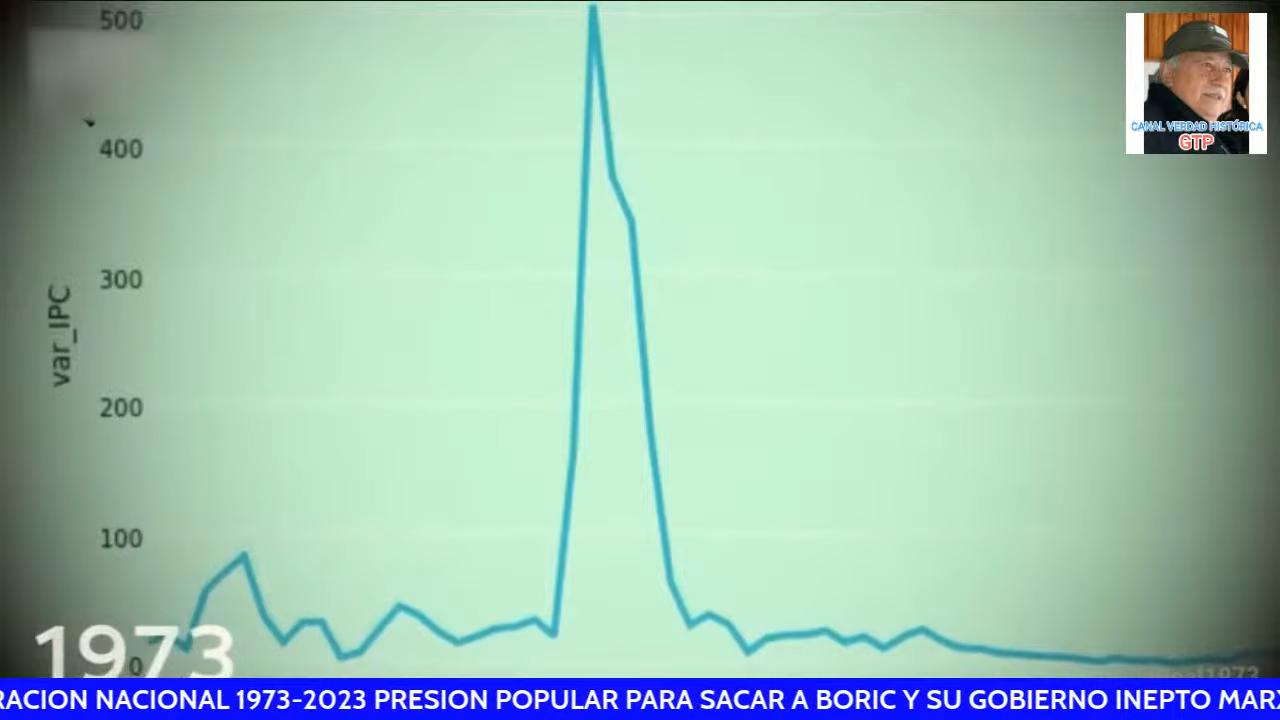 500
CANAL VERDAD HISTÓRICA
GTP
400
300
var_IPC
200
100
1973
0
RACION NACIONAL 1973-2023 PRESION POPULAR PARA SACAR A BORIC Y SU GOBIERNO INEPTO MARX